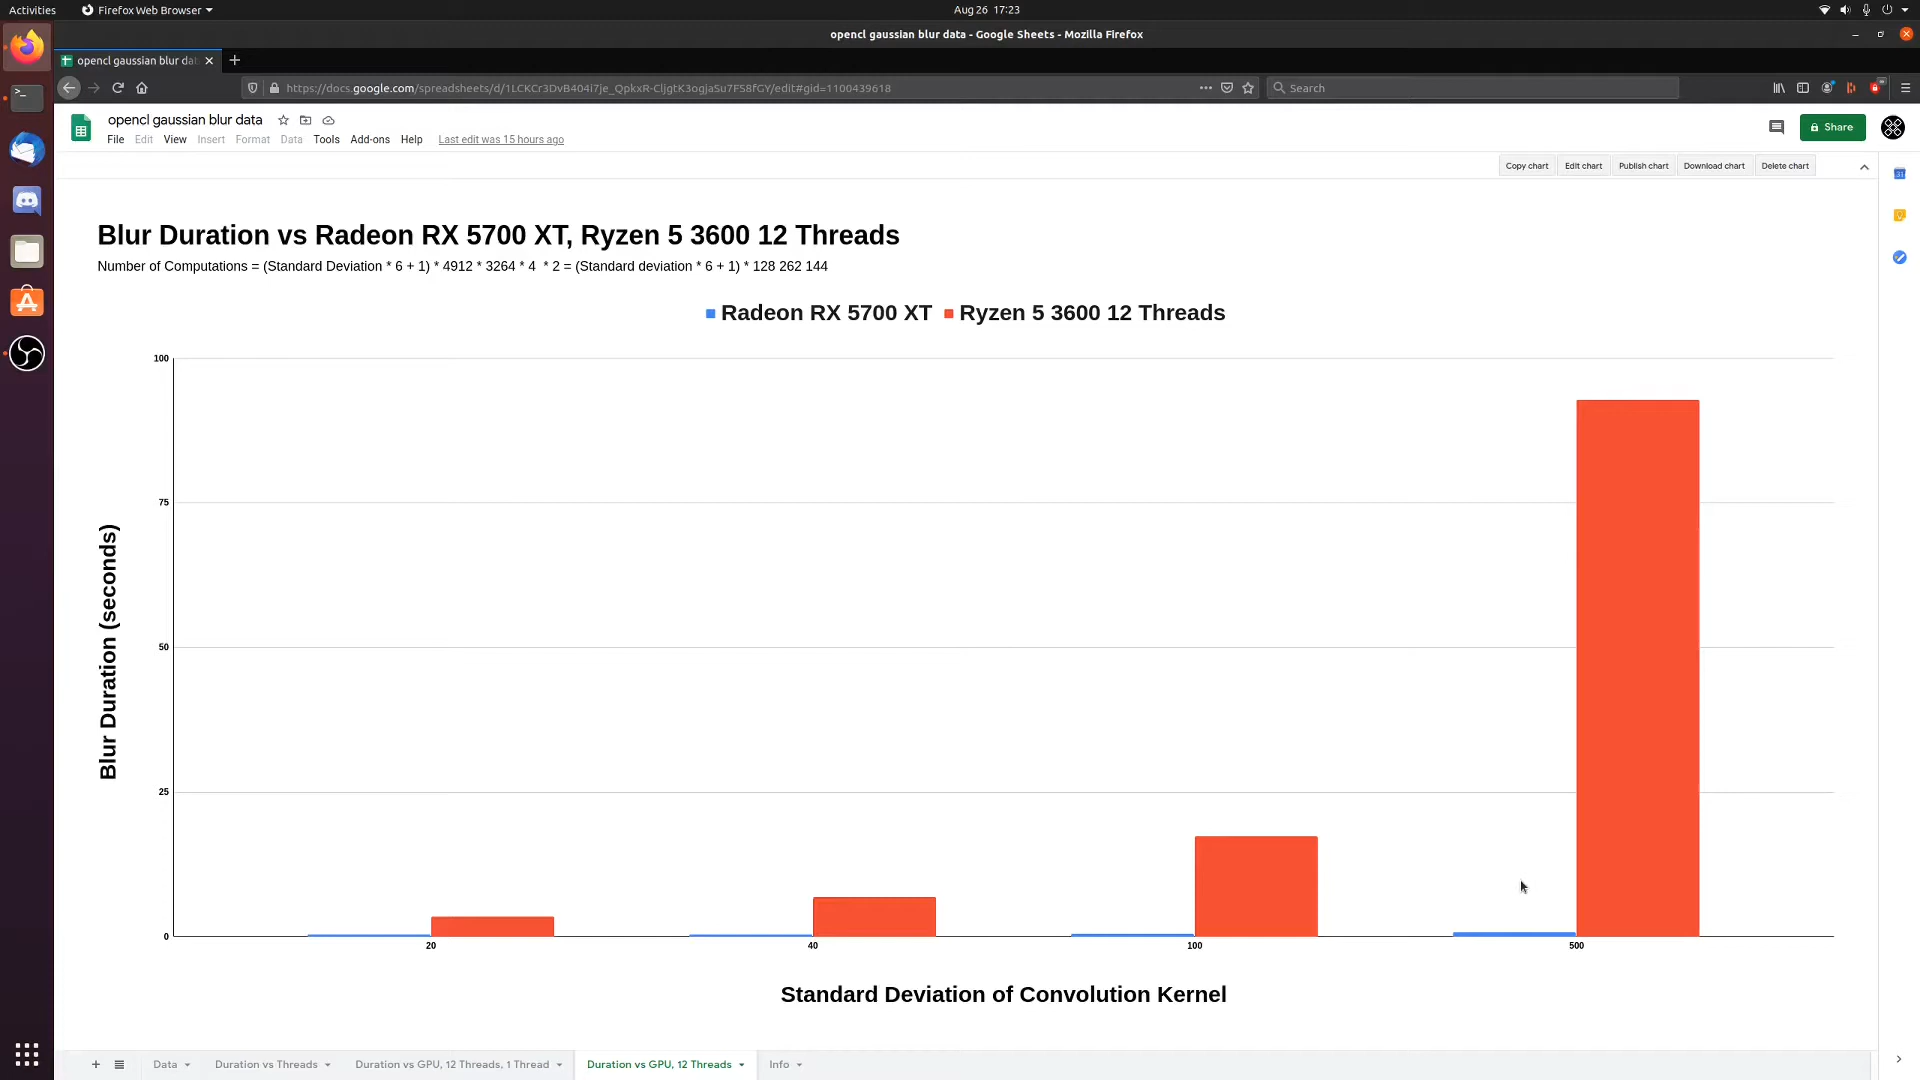 Activities
Firefox Web Browser
Aug 26 17:23
opencl gaussian blur data - Google Sheets - Mozilla Firefox
opencl gaussian blur dat
https://docs.google.com/spreadsheets/d/1LCKCr3DvB404i7je_QpkxR-CljgtK3ogjaSu7FS8fGY/edit#gid=1100439618
Search
opencl gaussian blur data
File Edit View Insert Format Data Tools Add-ons Help Last edit was 15 hours ago
Share
Copy chart Edit chart Publish chart Download chart Delete chart
Blur Duration vs Radeon RX 5700 XT, Ryzen 5 3600 12 Threads
Number of Computations = (Standard Deviation * 6 + 1) * 4912 * 3264 * 4 * 2 = (Standard deviation * 6 + 1) * 128 262 144
Radeon RX 5700 XT Ryzen 5 3600 12 Threads
100
75
50
25
0
Blur Duration (seconds)
20 40 100 500
Standard Deviation of Convolution Kernel
Data Duration vs Threads Duration vs GPU, 12 Threads, 1 Thread Duration vs GPU, 12 Threads Info